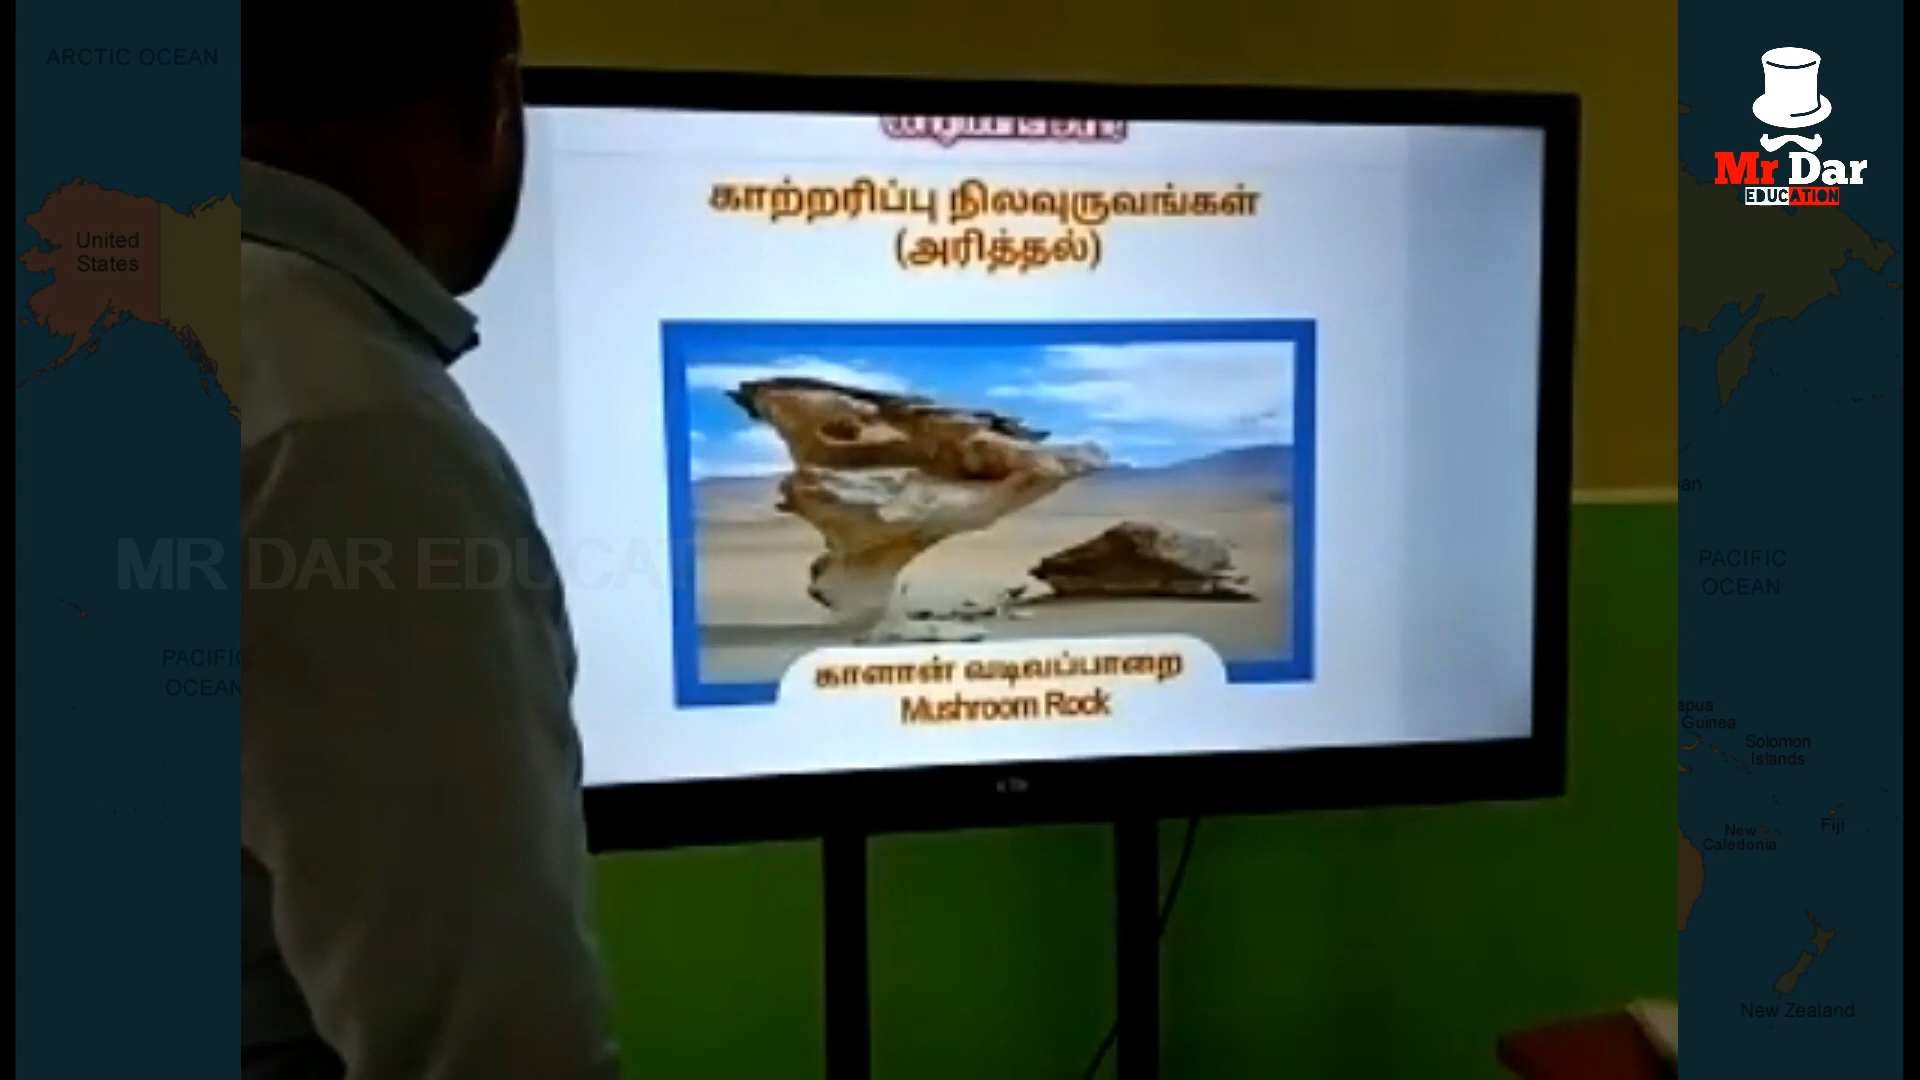 ARCTIC OCEAN
United
States
PACIFIC
OCEAN
காற்றரிப்பு நிலவுருவங்கள்
(அரித்தல்)
காளான் வடிவப்பாறை
Mushroom Rock
MR DAR EDUCAT
Mr Dar
EDUCATION
PACIFIC
OCEAN
Guinea
Solomon
Islands
Fiji
New
Caledonia
New Zealand